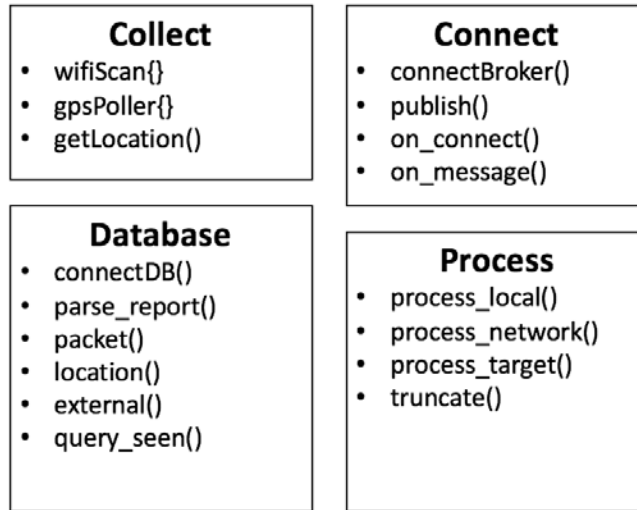 Collect
• wifiScan{}
• gpsPoller{}
• getLocation()
Connect
• connectBroker()
• publish()
• on_connect()
• on_message()
Database
• connectDB()
• parse_report()
• packet()
• location()
• external()
• query_seen()
Process
• process_local()
• process_network()
• process_target()
• truncate()